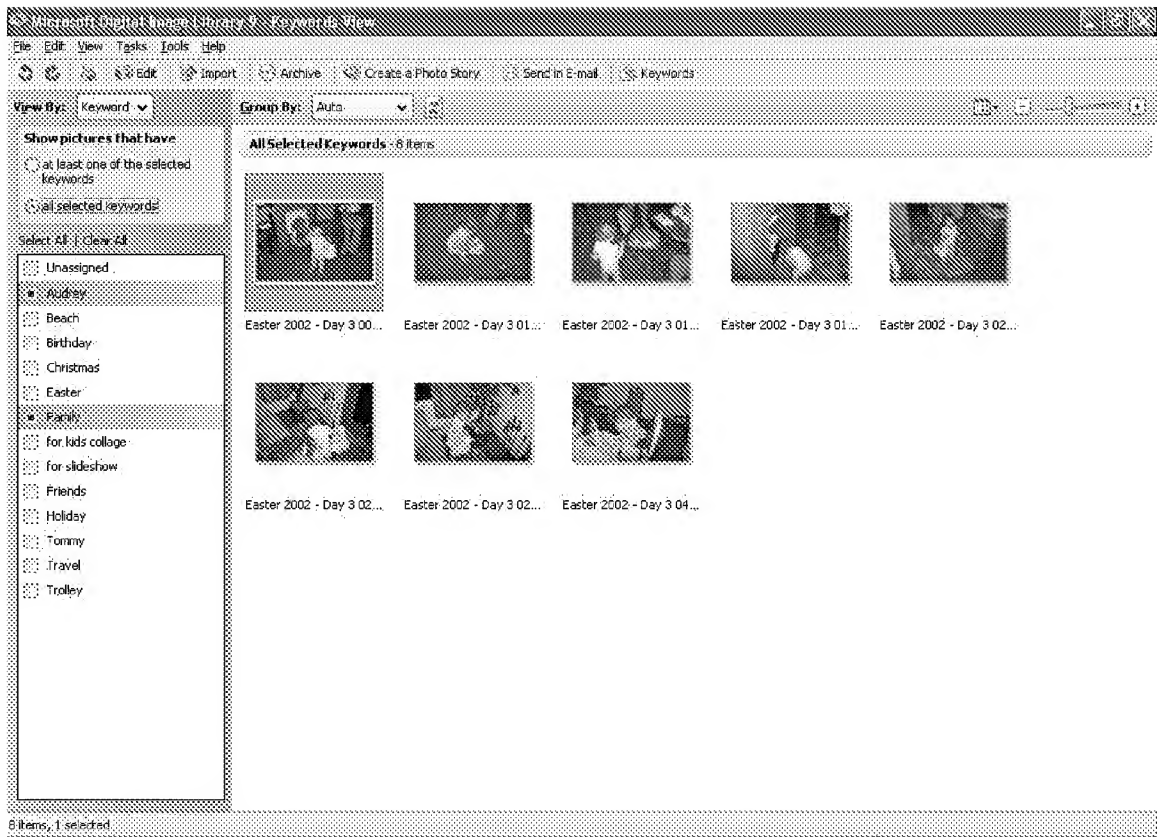 Microsoft Digital Image Library 9 - Keywords View
File Edit View Tasks Tools Help
Edit Import Archive Create a Photo Story Send in E-mail Keywords
View By: Keyword Group By: Auto
Show pictures that have
at least one of the selected
keywords
all selected keywords
Select All | Clear All
All Selected Keywords - 8 items
Unassigned
Audrey
Beach
Birthday
Christmas
Easter
Family
for kids collage
for slideshow
Friends
Holiday
Tommy
Travel
Trolley
Easter 2002 - Day 3 00... Easter 2002 - Day 3 01... Easter 2002 - Day 3 01... Easter 2002 - Day 3 01... Easter 2002 - Day 3 02...
Easter 2002 - Day 3 02... Easter 2002 - Day 3 02... Easter 2002 - Day 3 04...
8 items, 1 selected